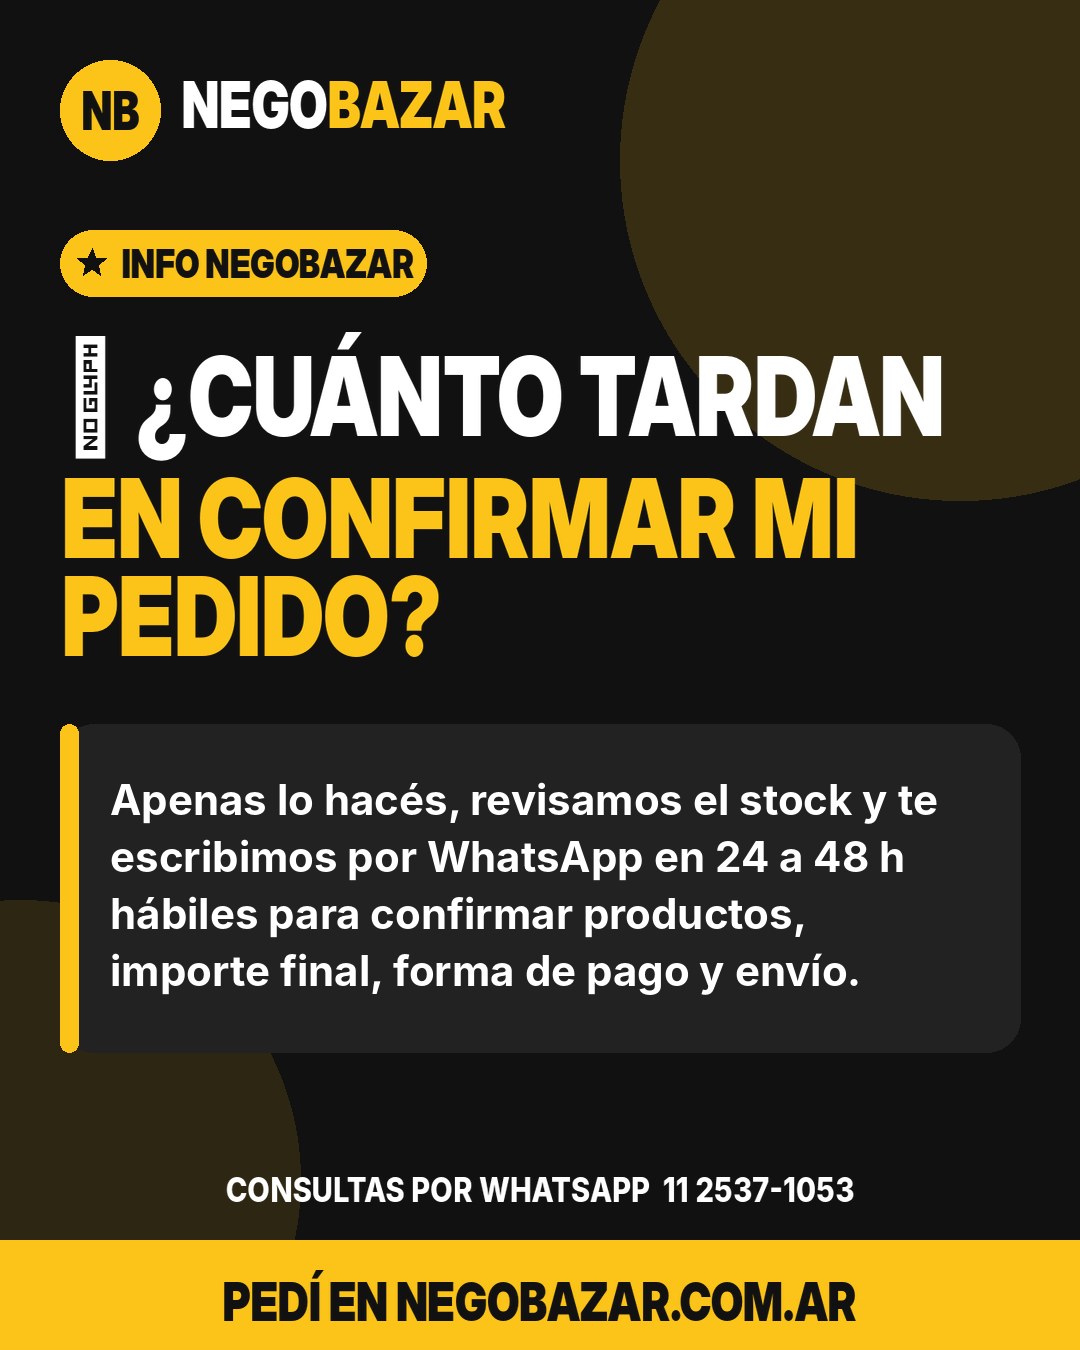 NB NEGOBAZAR
★ INFO NEGOBAZAR
NO GLYPH ¿CUÁNTO TARDAN
EN CONFIRMAR MI
PEDIDO?
Apenas lo hacés, revisamos el stock y te
escribimos por WhatsApp en 24 a 48 h
hábiles para confirmar productos,
importe final, forma de pago y envío.
CONSULTAS POR WHATSAPP 11 2537-1053
PEDÍ EN NEGOBAZAR.COM.AR